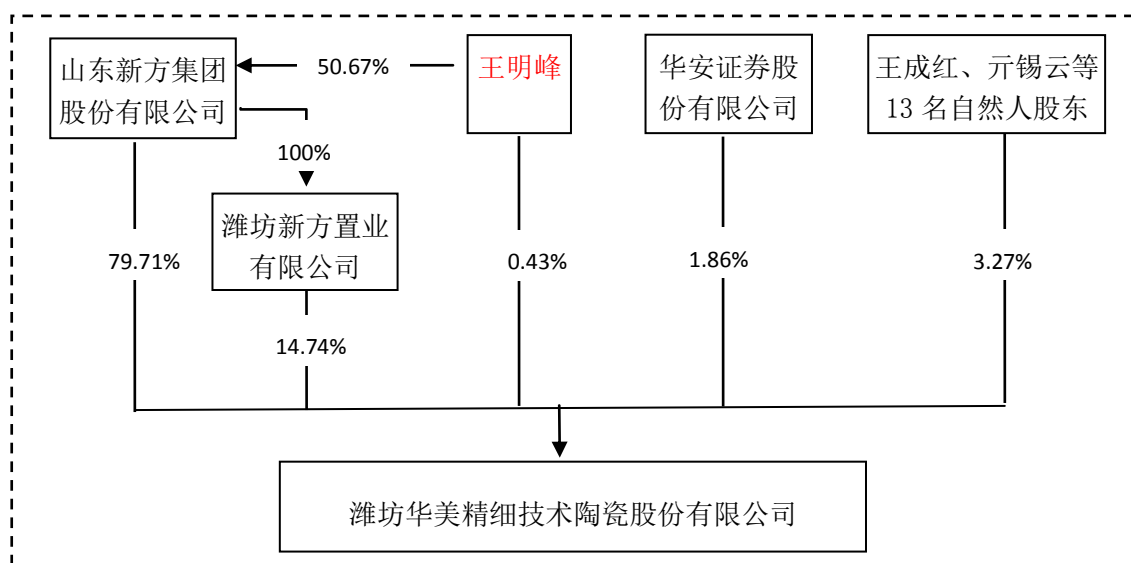 山东新方集团
股份有限公司
50.67%
王明峰
华安证券股
份有限公司
王成红、亓锡云等
13 名自然人股东
100%
潍坊新方置业
有限公司
79.71%
0.43%
1.86%
3.27%
14.74%
潍坊华美精细技术陶瓷股份有限公司